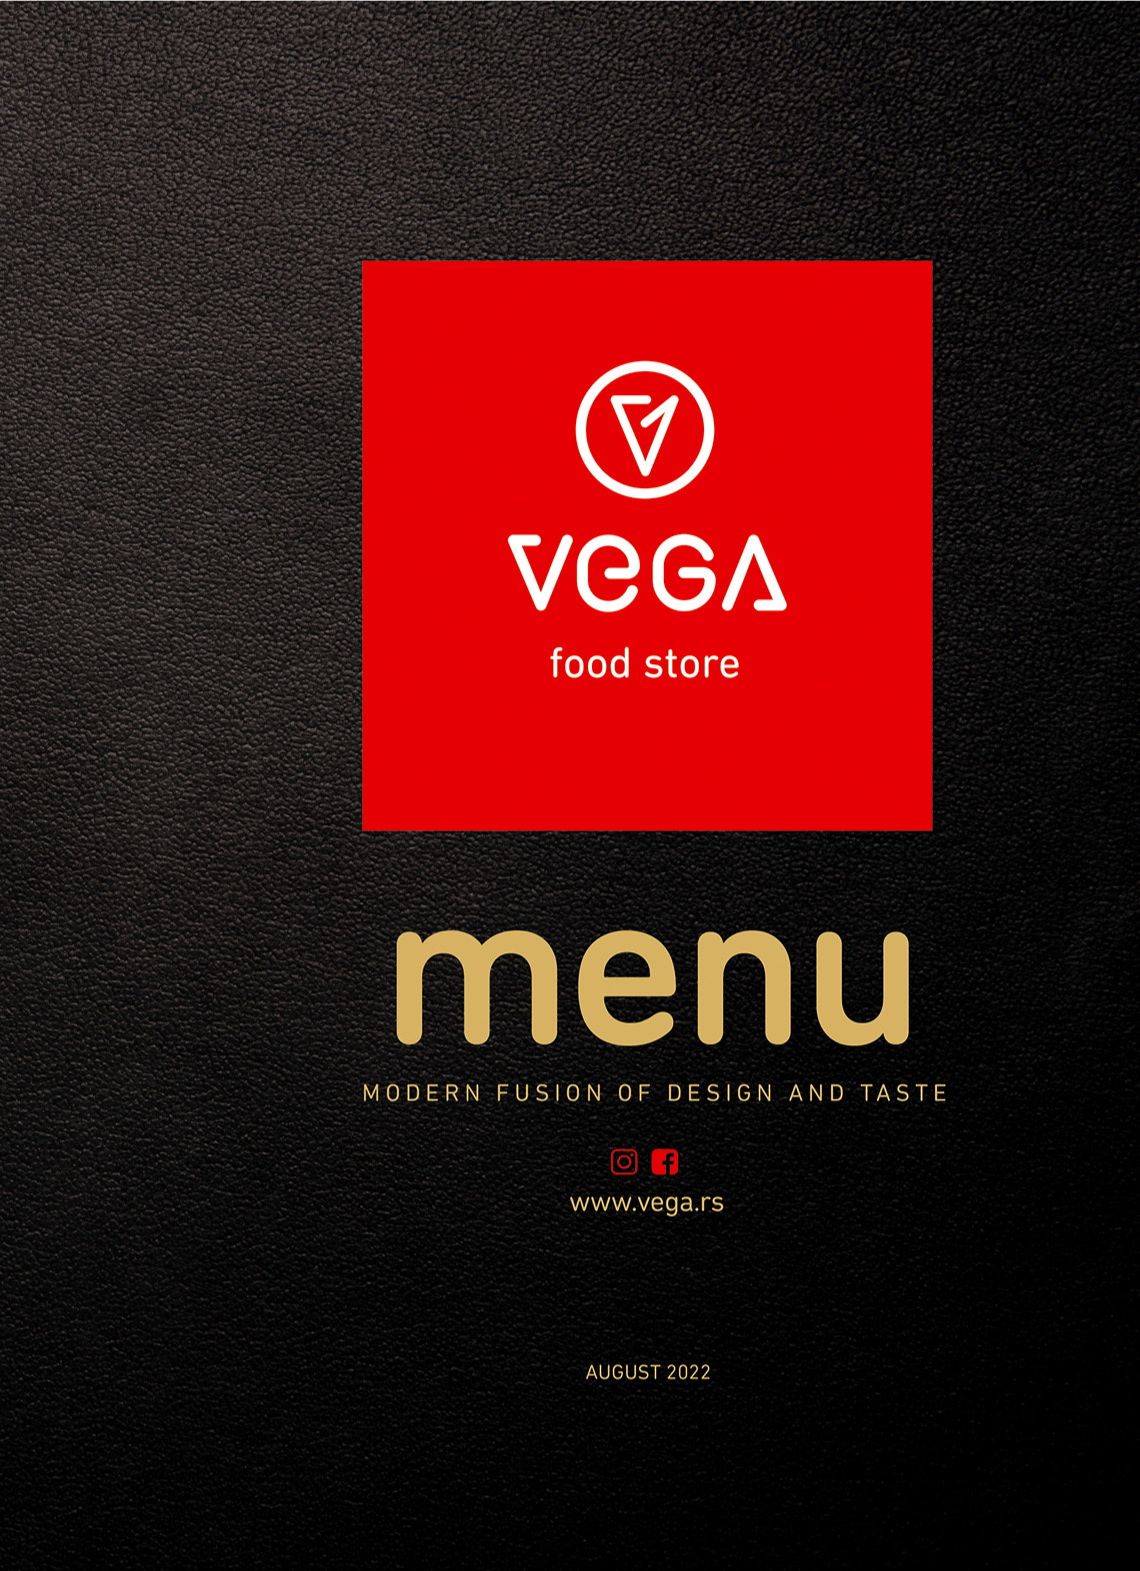 VeGA
food store
menu
MODERN FUSION OF DESIGN AND TASTE
www.vega.rs
AUGUST 2022